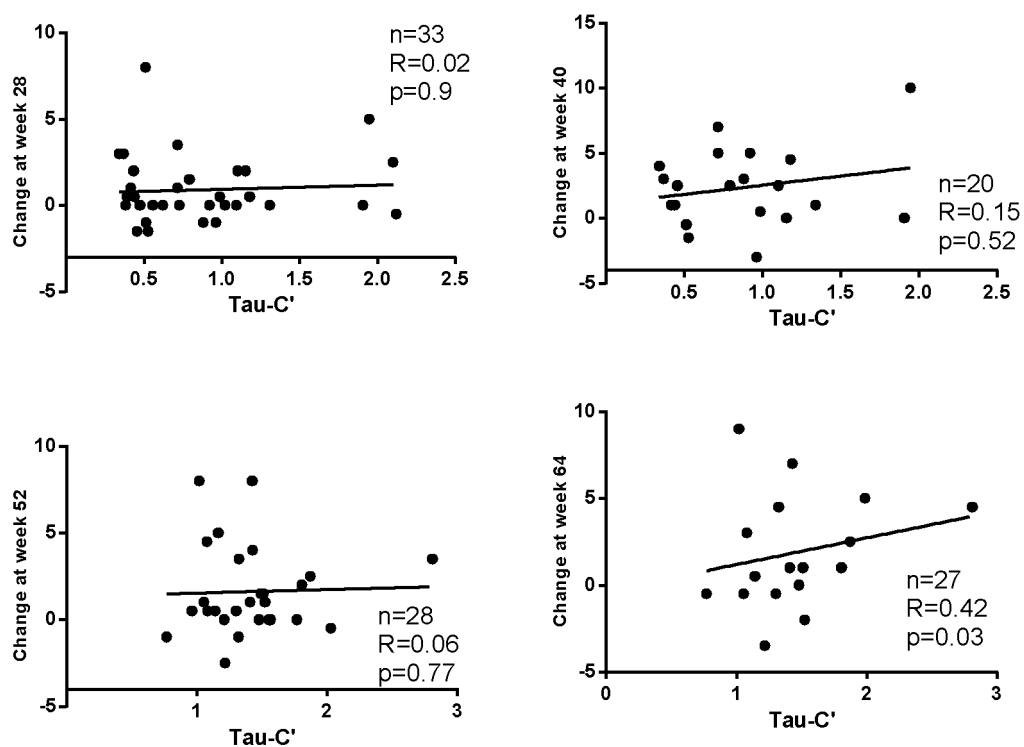 10
5
0
-5
Change at week 28
0.5 1.0 1.5 2.0 2.5
Tau-C'
n=33
R=0.02
p=0.9
15
10
5
0
-5
Change at week 40
0.5 1.0 1.5 2.0 2.5
Tau-C'
n=20
R=0.15
p=0.52
10
5
0
-5
Change at week 52
1 2 3
Tau-C'
n=28
R=0.06
p=0.77
10
5
0
-5
Change at week 64
0 1 2 3
Tau-C'
n=27
R=0.42
p=0.03